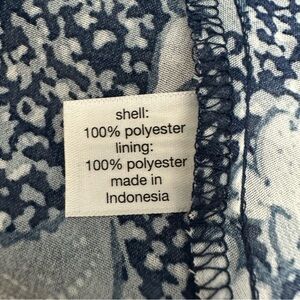 shell:
100% polyester
lining:
100% polyester
made in
Indonesia